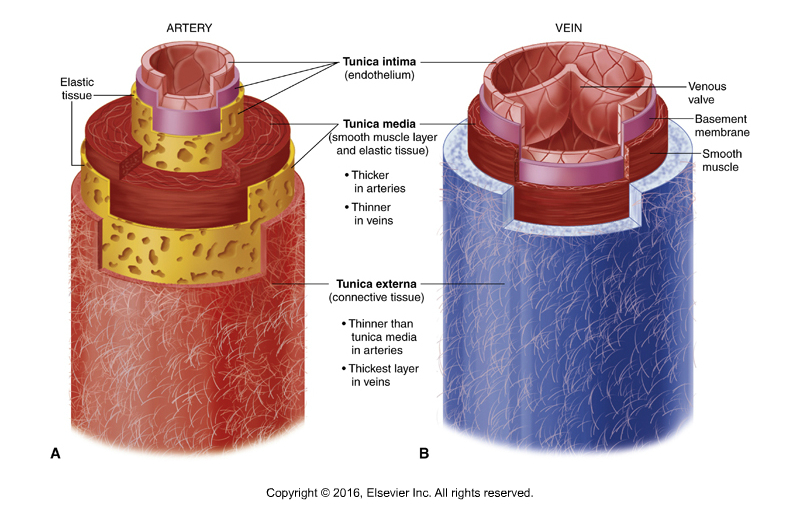 ARTERY
VEIN
Elastic
tissue
Tunica intima
(endothelium)
Tunica media
(smooth muscle layer
and elastic tissue)
• Thicker
in arteries
• Thinner
in veins
Tunica externa
(connective tissue)
• Thinner than
tunica media
in arteries
• Thickest layer
in veins
Venous
valve
Basement
membrane
Smooth
muscle
A
B
Copyright © 2016, Elsevier Inc. All rights reserved.